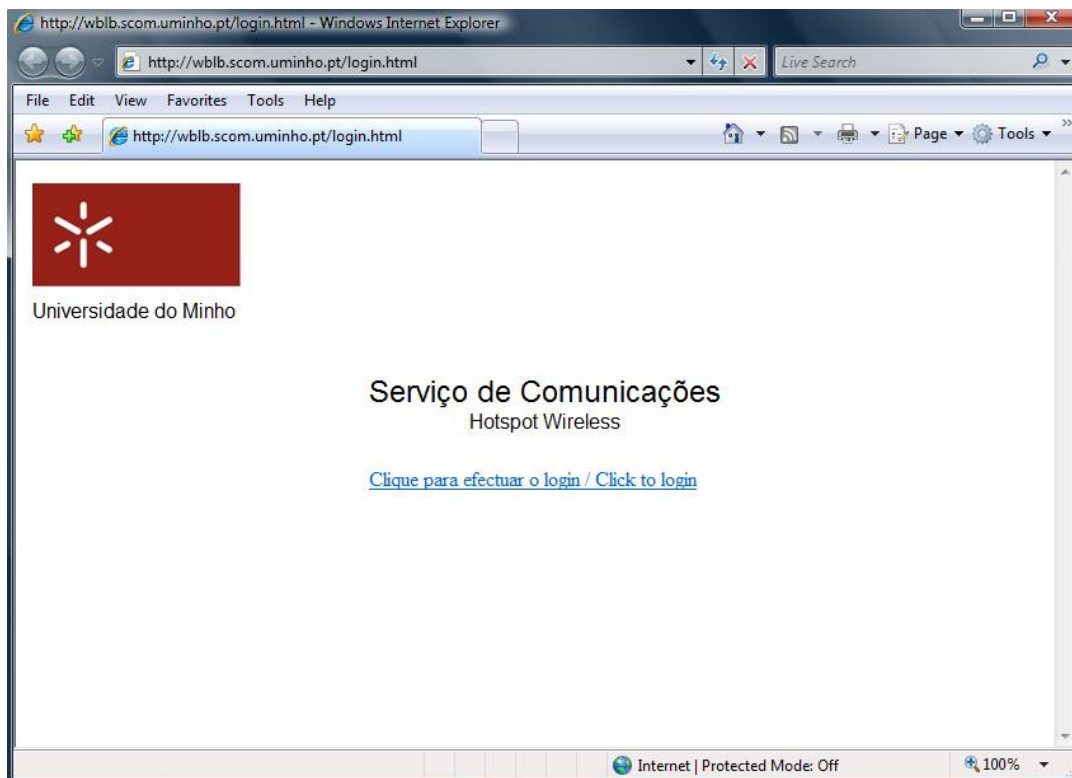 http://wblb.scom.uminho.pt/login.html - Windows Internet Explorer
http://wblb.scom.uminho.pt/login.html
Live Search
File Edit View Favorites Tools Help
http://wblb.scom.uminho.pt/login.html
Page Tools
Universidade do Minho
Serviço de Comunicações
Hotspot Wireless
Clique para efectuar o login / Click to login
Internet | Protected Mode: Off
100%